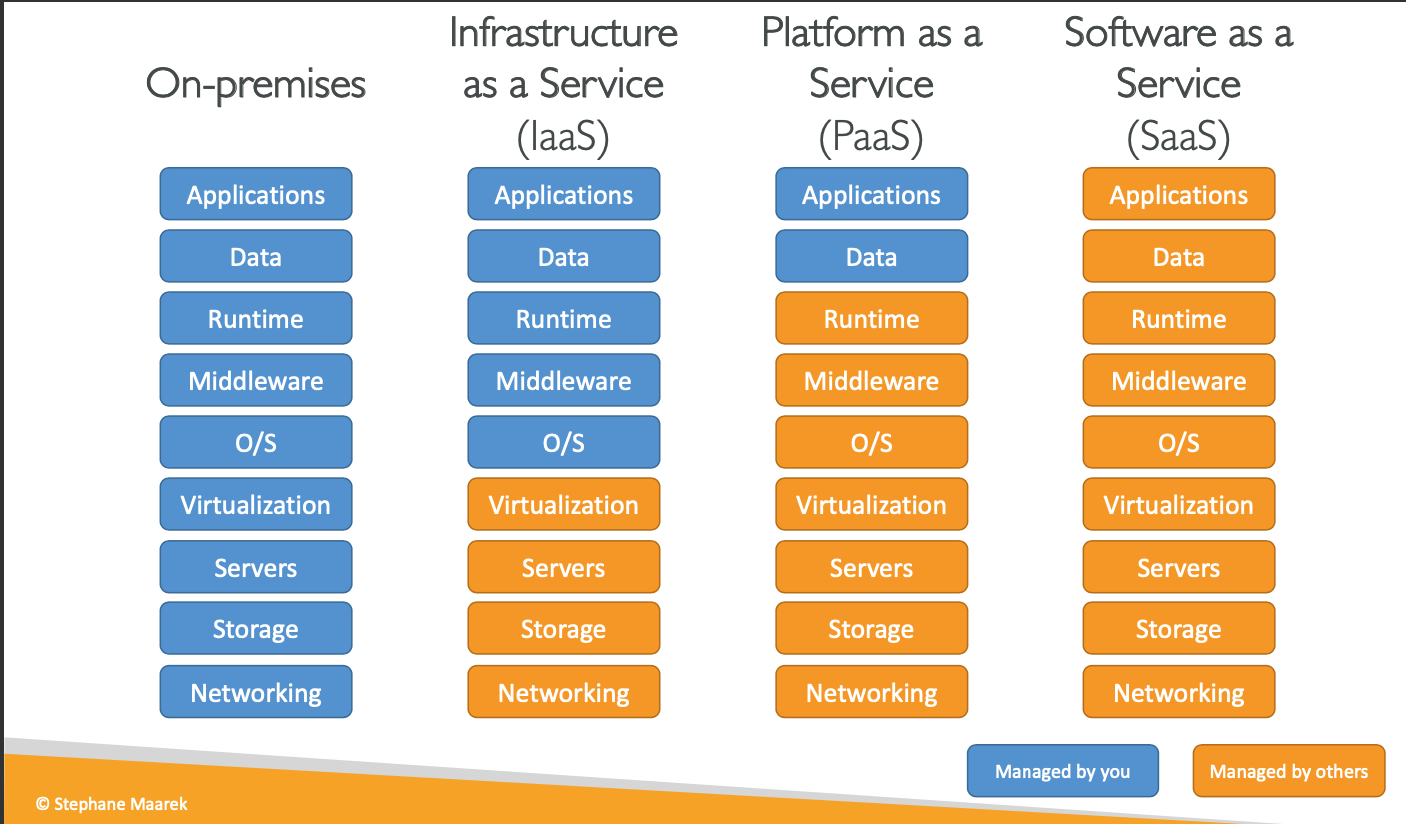 On-premises
Infrastructure
as a Service
(IaaS)
Platform as a
Service
(PaaS)
Software as a
Service
(SaaS)
Applications
Data
Runtime
Middleware
O/S
Virtualization
Servers
Storage
Networking
Applications
Data
Runtime
Middleware
O/S
Virtualization
Servers
Storage
Networking
Applications
Data
Runtime
Middleware
O/S
Virtualization
Servers
Storage
Networking
Applications
Data
Runtime
Middleware
O/S
Virtualization
Servers
Storage
Networking
Managed by you
Managed by others
© Stephane Maarek